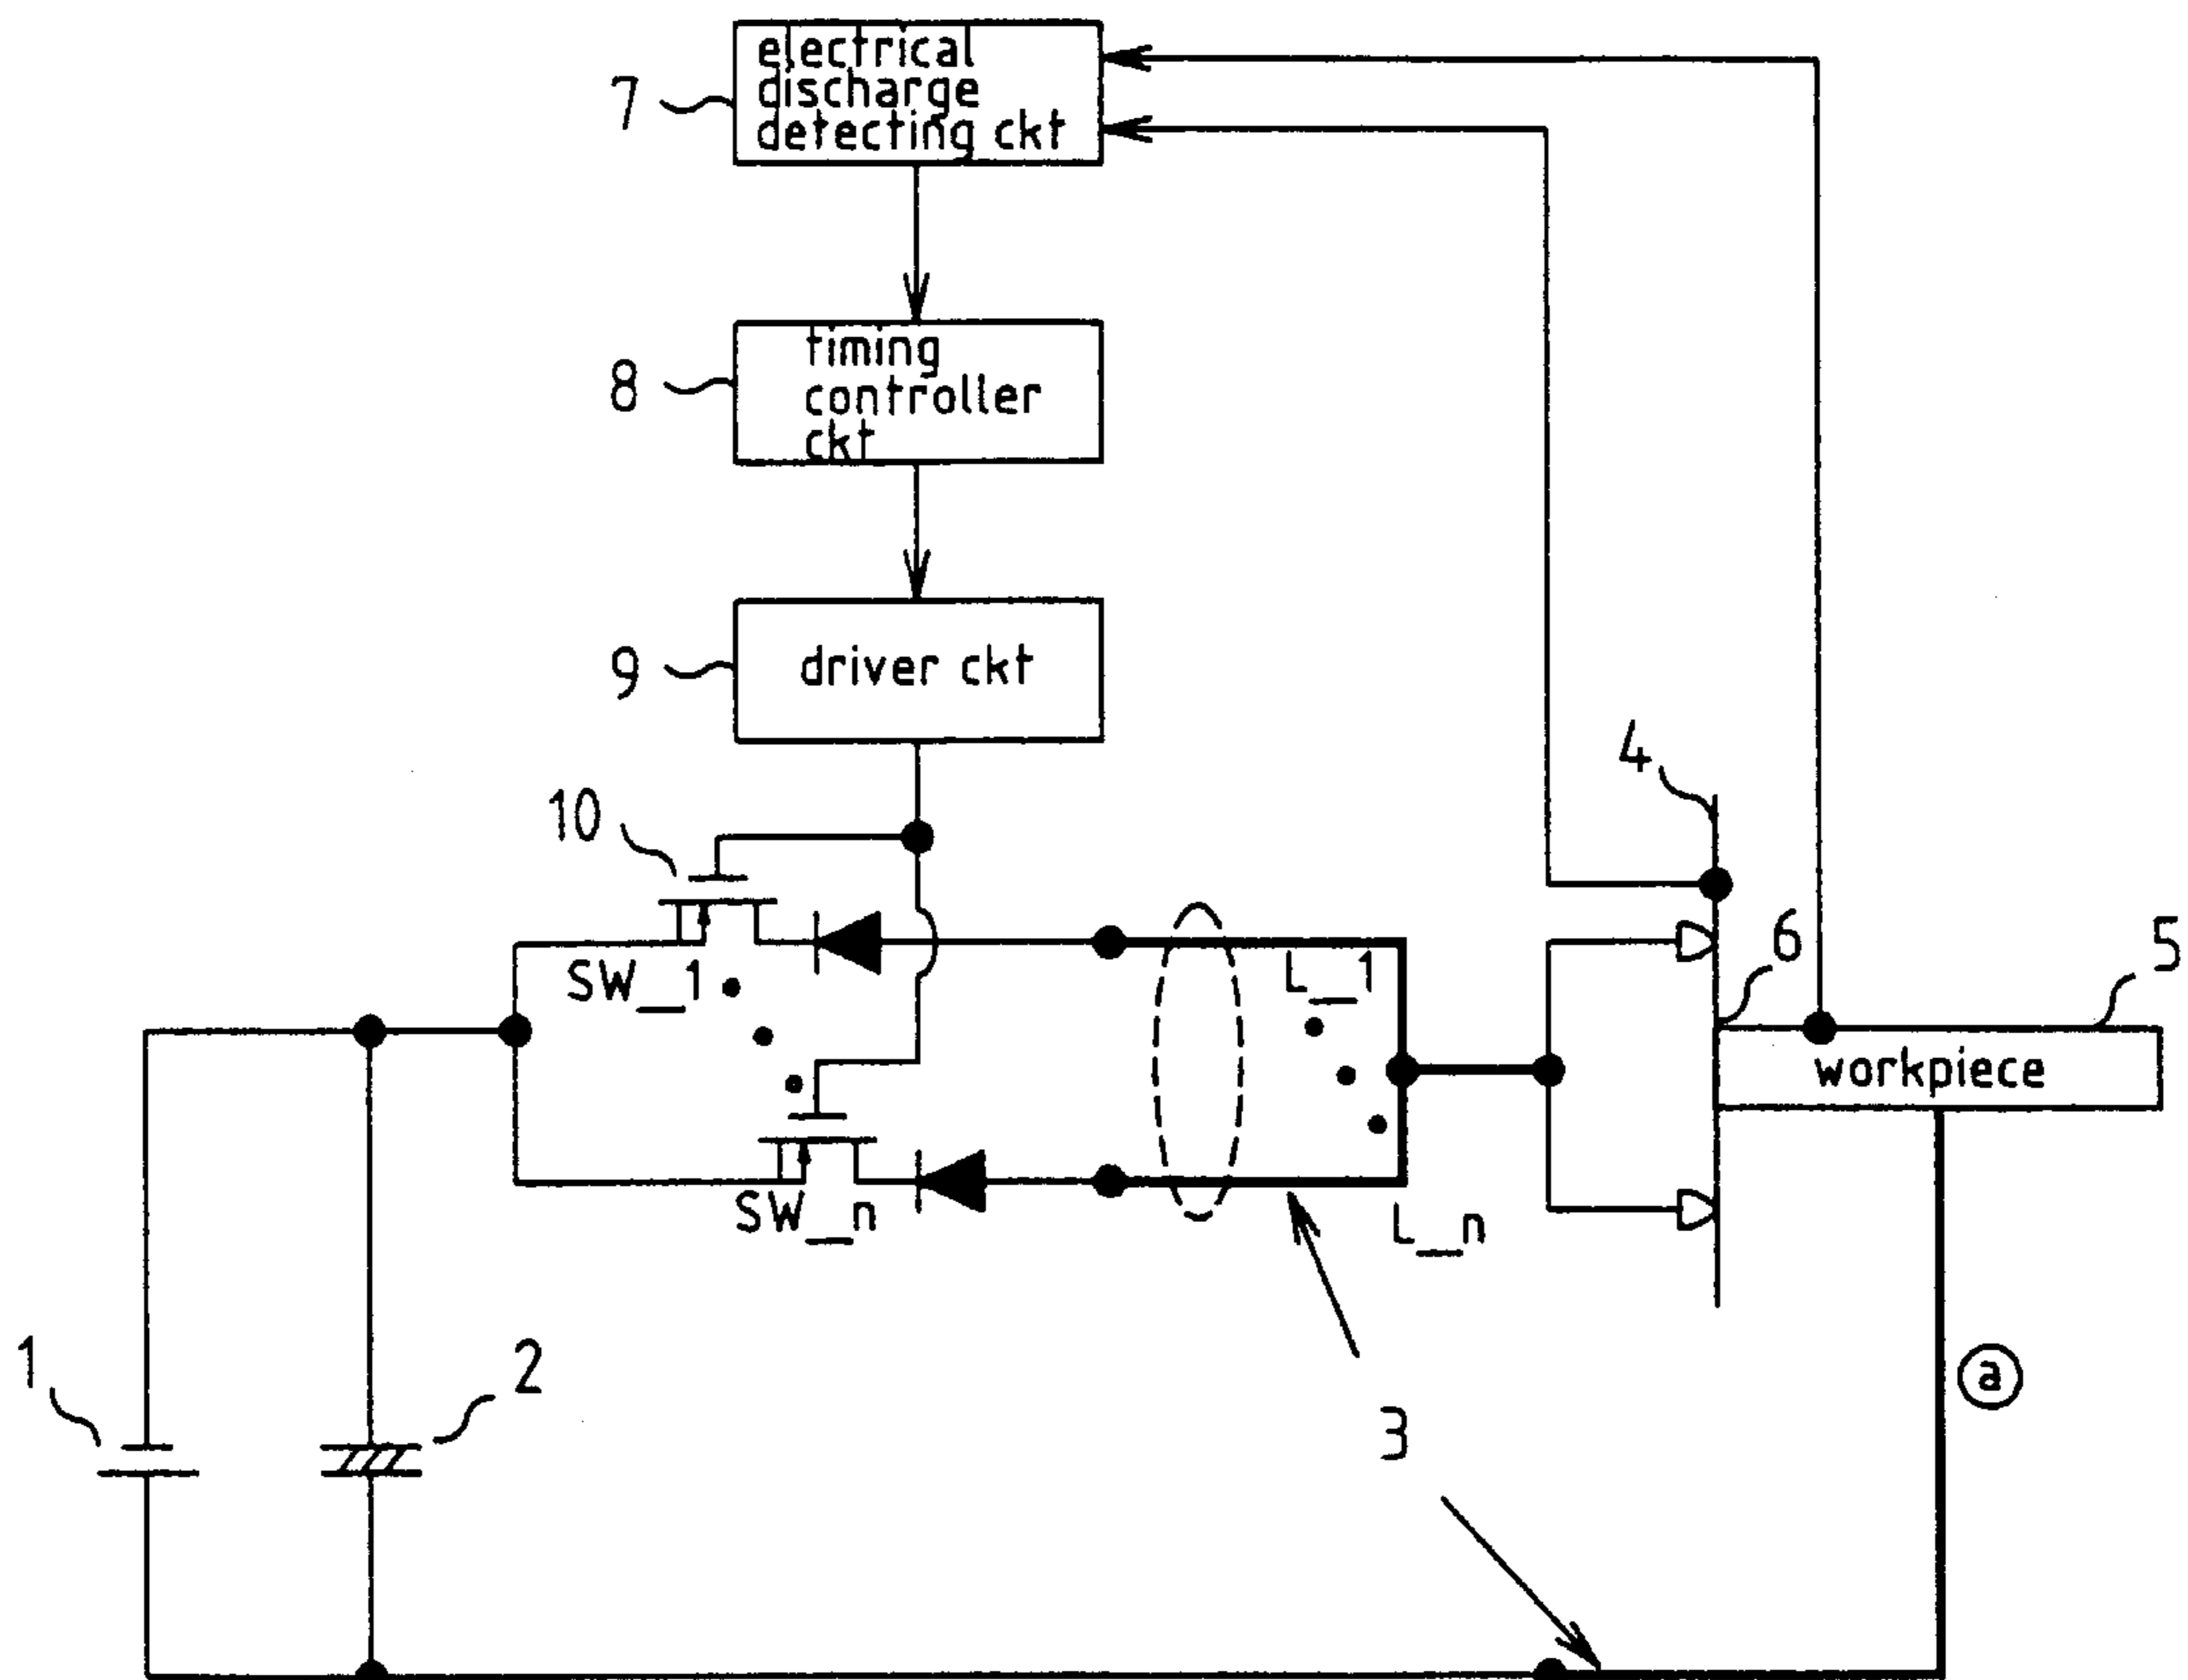 electrical
discharge
detecting ckt
7
timing
controller
ckt
8
9
driver ckt
4
10
6
5
SW_1
L_1
workpiece
SW_n
L_n
1
2
a
3